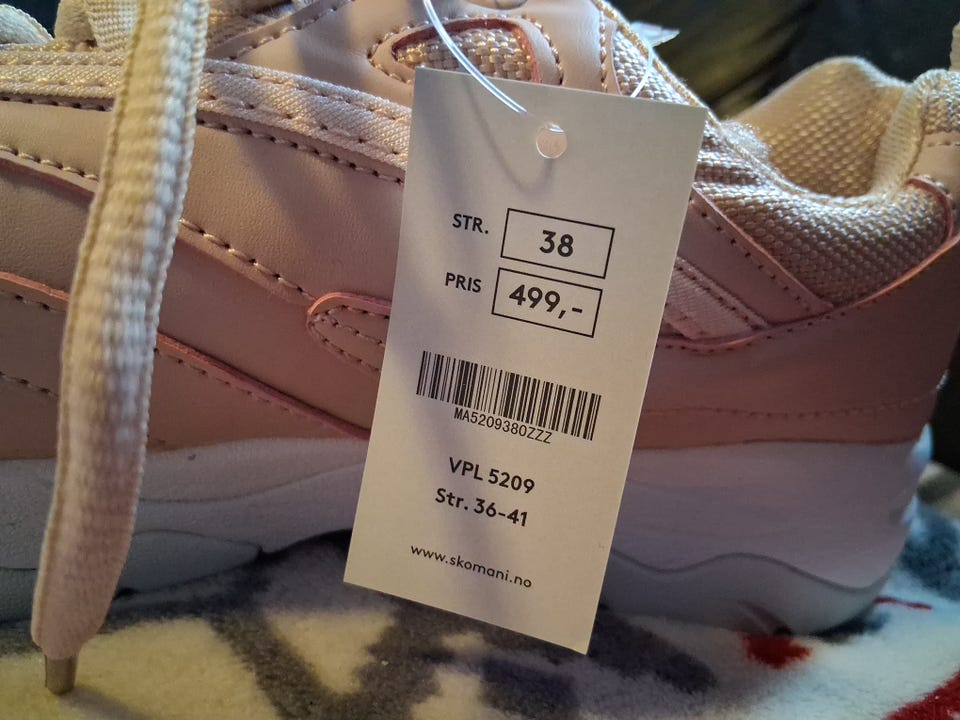 STR. 38
PRIS 499,-
MA5209380ZZZ
VPL 5209
Str. 36-41
www.skomani.no